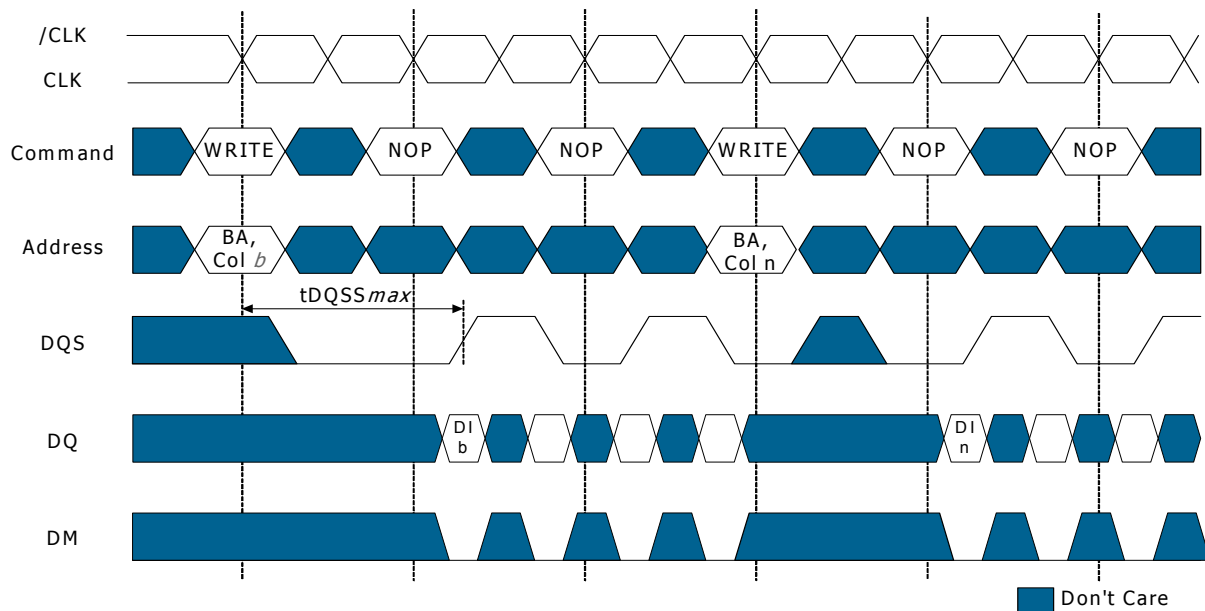 /CLK
CLK
Command
WRITE NOP NOP WRITE NOP NOP
Address
BA,
Col b
BA,
Col n
tDQSSmax
DQS
DQ
DI
b
DI
n
DM
Don't Care